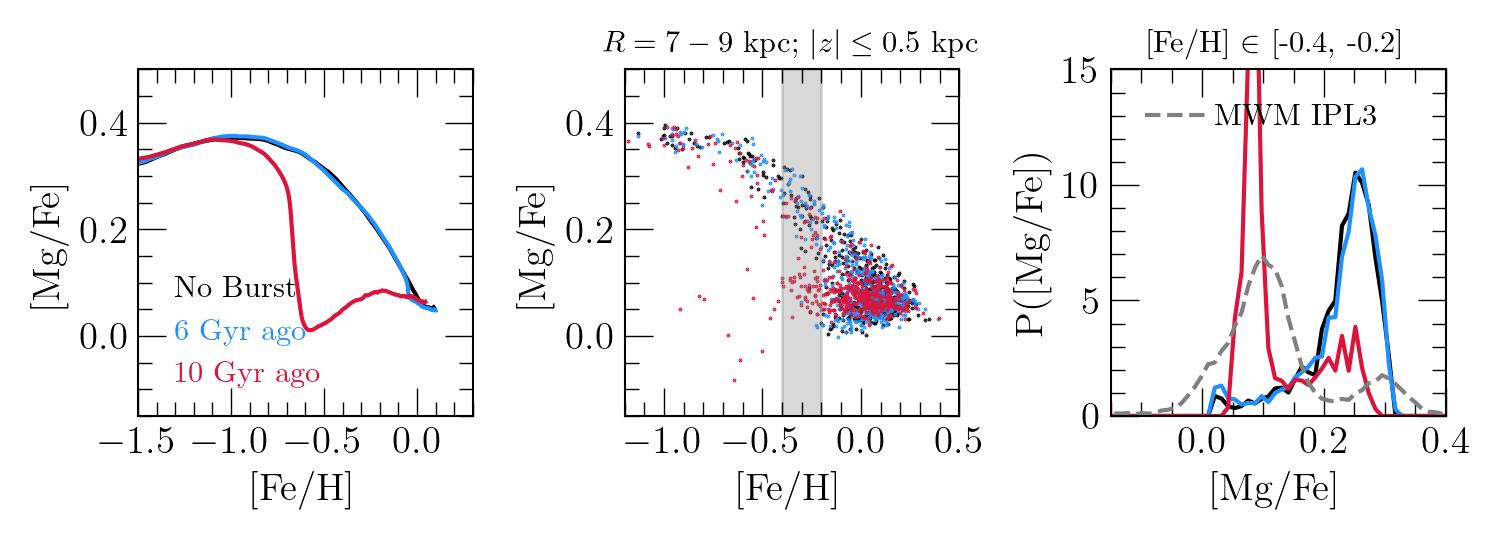 R = 7 − 9 kpc; |z| ≤ 0.5 kpc
[Fe/H] ∈ [-0.4, -0.2]
[Mg/Fe]
0.4
0.2
0.0
No Burst
6 Gyr ago
10 Gyr ago
−1.5 −1.0 −0.5 0.0
[Fe/H]
[Mg/Fe]
0.4
0.2
0.0
−1.0 −0.5 0.0 0.5
[Fe/H]
P([Mg/Fe])
15
10
5
0
MWM IPL3
0.0 0.2 0.4
[Mg/Fe]